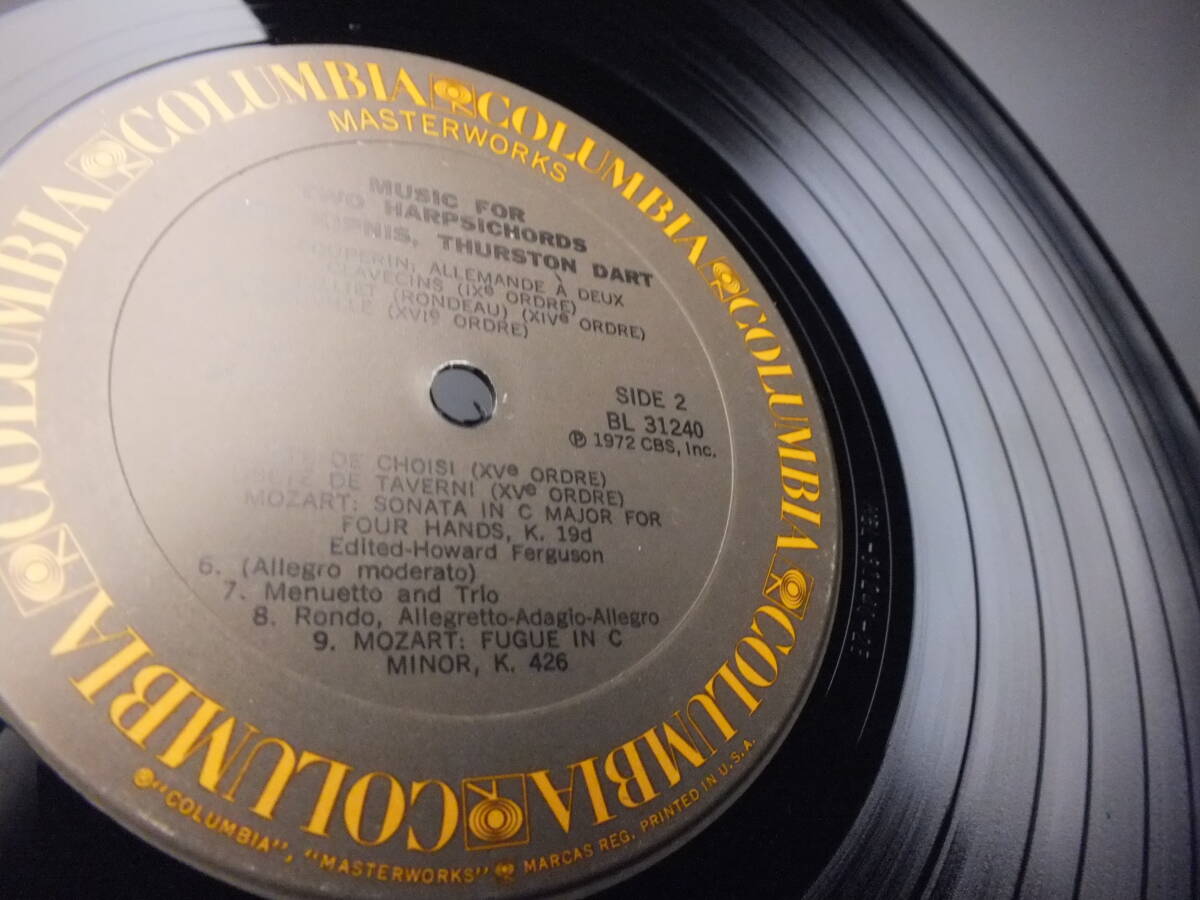 COLUMBIA COLUMBIA COLUMBIA COLUMBIA COLUMBIA COLUMBIA COLUMBIA
MASTERWORKS
MUSIC FOR
TWO HARPSICHORDS
KIPNIS, THURSTON DART
COUPERIN: ALLEMANDE À DEUX
CLAVECINS (IXe ORDRE)
(RONDEAU) (XIVe ORDRE)
(XVIe ORDRE)
SIDE 2
BL 31240
℗ 1972 CBS, Inc.
DE CHOISI (XVe ORDRE)
DE TAVERNI (XVe ORDRE)
MOZART: SONATA IN C MAJOR FOR
FOUR HANDS, K. 19d
Edited-Howard Ferguson
6. (Allegro moderato)
7. Menuetto and Trio
8. Rondo, Allegretto-Adagio-Allegro
9. MOZART: FUGUE IN C
MINOR, K. 426
® "COLUMBIA", "MASTERWORKS" MARCAS REG. PRINTED IN U.S.A.